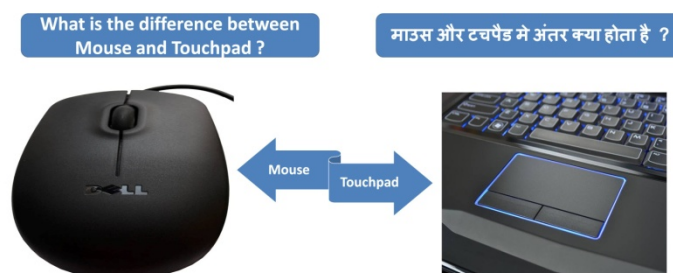 What is the difference between
Mouse and Touchpad ?
माउस और टचपैड मे अंतर क्या होता है ?
Mouse
Touchpad
DELL